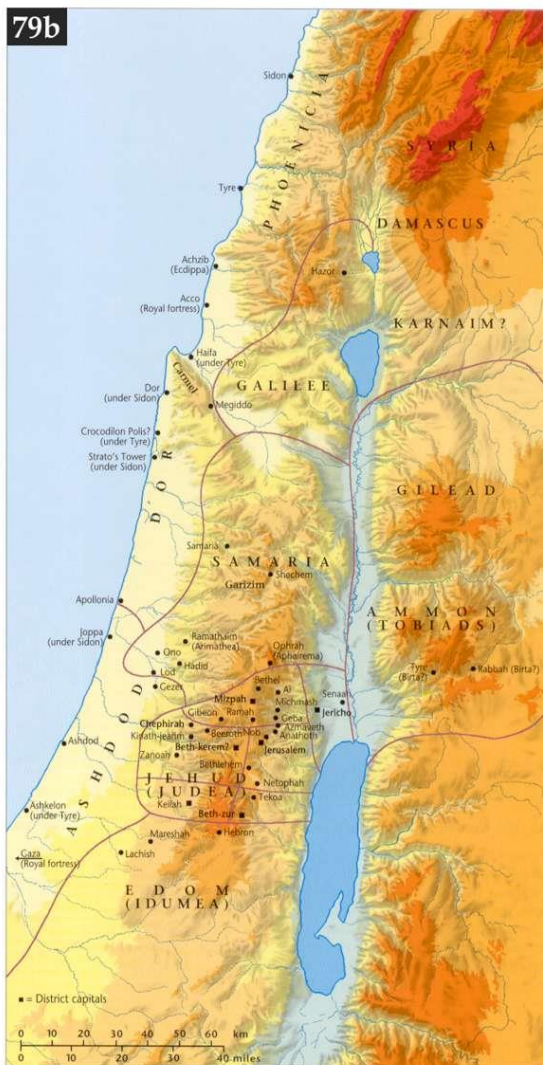 79b
Sidon
PHOENICIA
SYRIA
Tyre
DAMASCUS
Achzib
(Ecdippa)
Hazor
Acco
(Royal fortress)
KARNAIM?
Haifa
(under Tyre)
Carmel
GALILEE
Dor
(under Sidon)
Megiddo
Crocodilon Polis?
(under Tyre)
Strato's Tower
(under Sidon)
DOR
GILEAD
Samaria
SAMARIA
Shechem
Garizim
Apollonia
AMMON
(TOBIADS)
Joppa
(under Sidon)
Ramathaim
(Arimathea)
Ono
Hadid
Ophrah
(Aphairema)
Tyre
(Birta?)
Rabbah (Birta?)
Lod
Gezer
Bethel
Ai
Senaah
Mizpah
Michmash
Jericho
Gibeon
Ramah
Geba
Chephirah
Azmaveth
Kiriath-jearim
Beeroth
Nob
Anathoth
Ashdod
Beth-kerem?
Jerusalem
Zanoah
ASHDOD
Bethlehem
JEHUD
(JUDEA)
Netophah
Ashkelon
(under Tyre)
Keilah
Tekoa
Beth-zur
Mareshah
Hebron
Gaza
(Royal fortress)
Lachish
EDOM
(IDUMEA)
■ = District capitals
0 20 30 40 50 60 km
0 10 20 30 40 miles